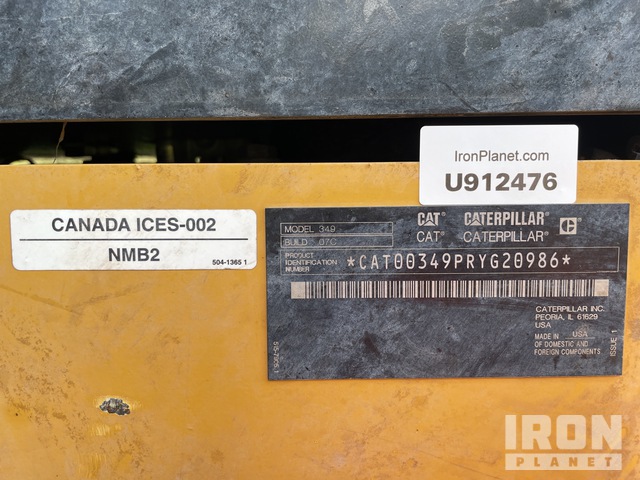 IronPlanet.com
U912476
CANADA ICES-002
NMB2
504-1365 1
MODEL 349
BUILD 07C
CAT CATERPILLAR C
CAT® CATERPILLAR®
PRODUCT
IDENTIFICATION
NUMBER
*CAT00349PRYG20986*
CATERPILLAR INC.
PEORIA, IL 61629
USA
MADE IN USA
OF DOMESTIC AND
FOREIGN COMPONENTS
ISSUE 1
IRON
PLANET